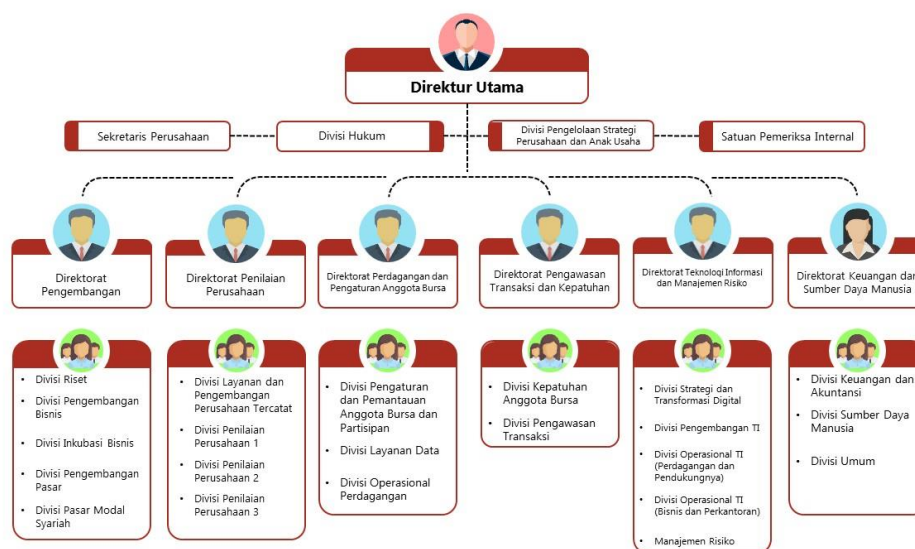 Direktur Utama
Sekretaris Perusahaan
Divisi Hukum
Divisi Pengelolaan Strategi
Perusahaan dan Anak Usaha
Satuan Pemeriksa Internal
Direktorat
Pengembangan
Direktorat Penilaian
Perusahaan
Direktorat Perdagangan dan
Pengaturan Anggota Bursa
Direktorat Pengawasan
Transaksi dan Kepatuhan
Direktorat Teknologi Informasi
dan Manajemen Risiko
Direktorat Keuangan dan
Sumber Daya Manusia
• Divisi Riset
• Divisi Pengembangan
Bisnis
• Divisi Inkubasi Bisnis
• Divisi Pengembangan
Pasar
• Divisi Pasar Modal
Syariah
• Divisi Layanan dan
Pengembangan
Perusahaan Tercatat
• Divisi Penilaian
Perusahaan 1
• Divisi Penilaian
Perusahaan 2
• Divisi Penilaian
Perusahaan 3
• Divisi Pengaturan
dan Pemantauan
Anggota Bursa dan
Partisipan
• Divisi Layanan Data
• Divisi Operasional
Perdagangan
• Divisi Kepatuhan
Anggota Bursa
• Divisi Pengawasan
Transaksi
• Divisi Strategi dan
Transformasi Digital
• Divisi Pengembangan TI
• Divisi Operasional TI
(Perdagangan dan
Pendukungnya)
• Divisi Operasional TI
(Bisnis dan Perkantoran)
• Manajemen Risiko
• Divisi Keuangan dan
Akuntansi
• Divisi Sumber Daya
Manusia
• Divisi Umum